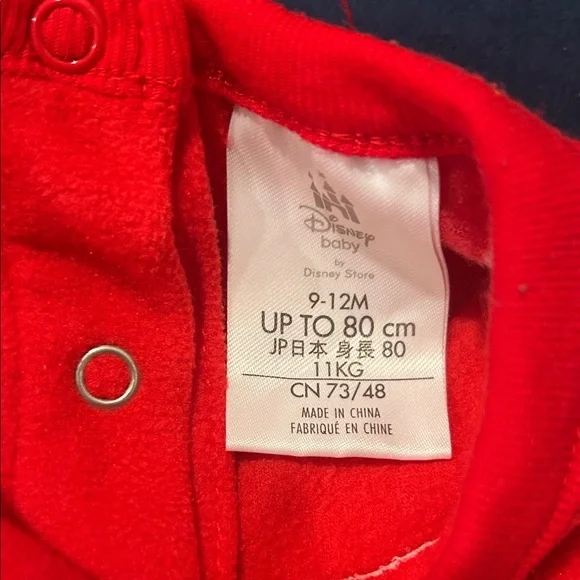 Disney
baby
by
Disney Store
9-12M
UP TO 80 cm
JP日本 身長 80
11KG
CN 73/48
MADE IN CHINA
FABRIQUÉ EN CHINE